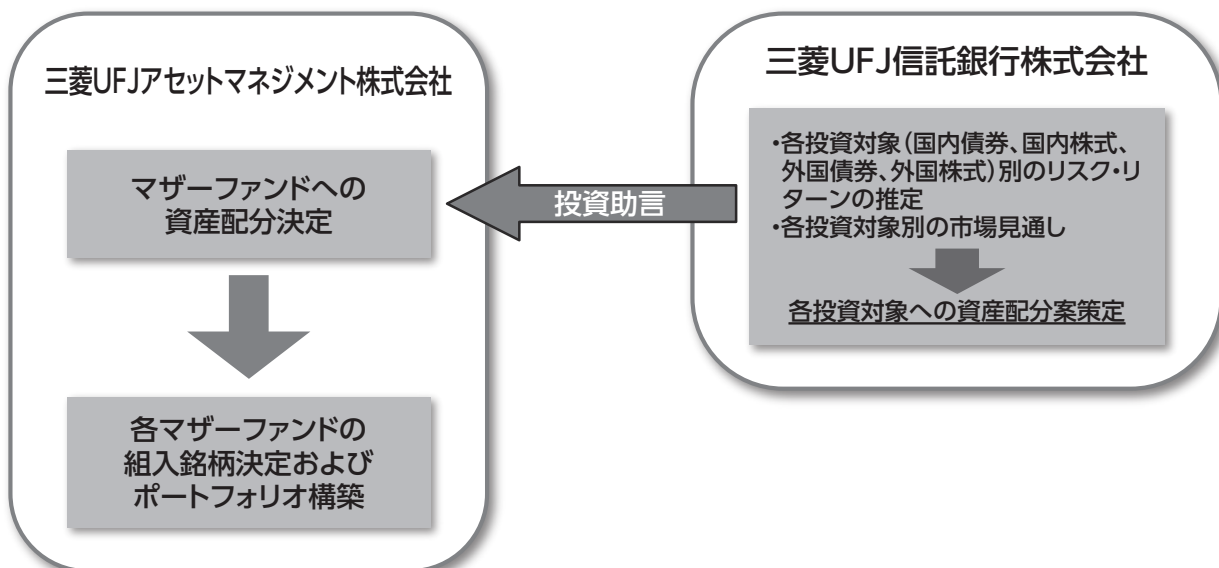 三菱UFJアセットマネジメント株式会社
マザーファンドへの
資産配分決定
各マザーファンドの
組入銘柄決定および
ポートフォリオ構築
投資助言
三菱UFJ信託銀行株式会社
・各投資対象(国内債券、国内株式、
外国債券、外国株式)別のリスク・リ
ターンの推定
・各投資対象別の市場見通し
各投資対象への資産配分案策定